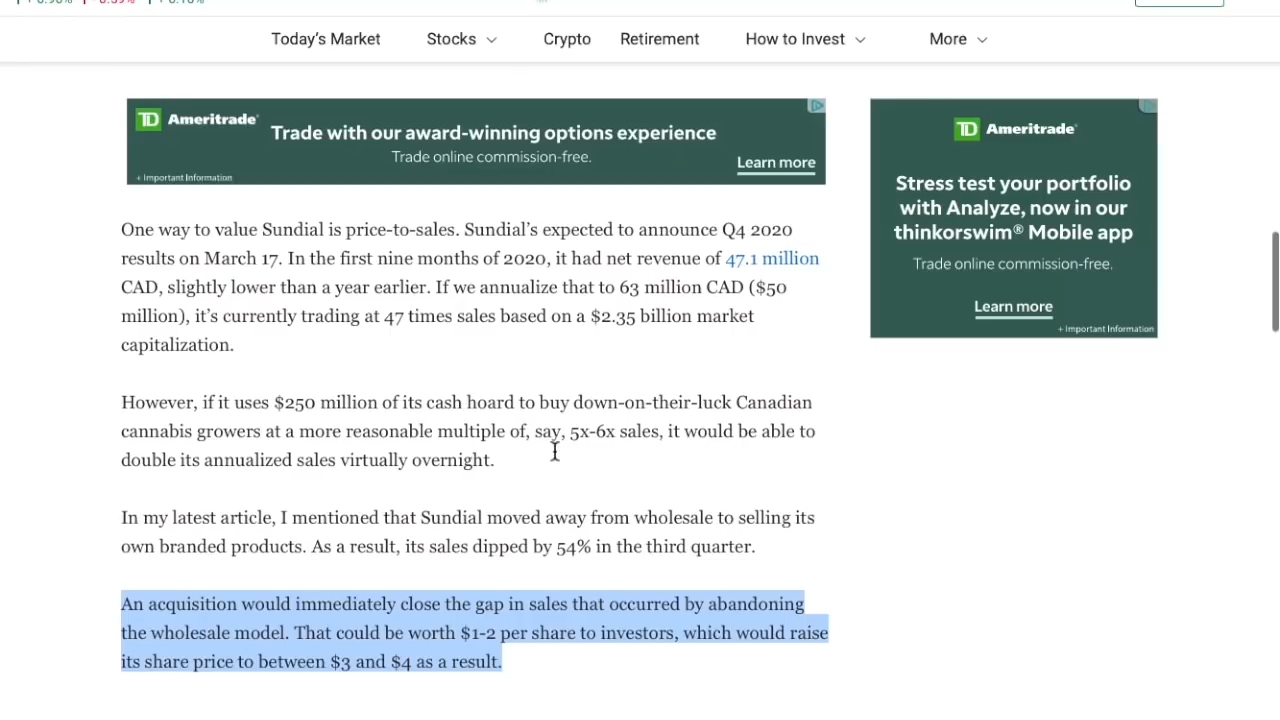 Today's Market Stocks Crypto Retirement How to Invest More
TD Ameritrade
Trade with our award-winning options experience
Trade online commission-free.
Learn more
+ Important Information
TD Ameritrade
Stress test your portfolio
with Analyze, now in our
thinkorswim® Mobile app
Trade online commission-free.
Learn more
+ Important Information
One way to value Sundial is price-to-sales. Sundial's expected to announce Q4 2020
results on March 17. In the first nine months of 2020, it had net revenue of 47.1 million
CAD, slightly lower than a year earlier. If we annualize that to 63 million CAD ($50
million), it's currently trading at 47 times sales based on a $2.35 billion market
capitalization.
However, if it uses $250 million of its cash hoard to buy down-on-their-luck Canadian
cannabis growers at a more reasonable multiple of, say, 5x-6x sales, it would be able to
double its annualized sales virtually overnight.
In my latest article, I mentioned that Sundial moved away from wholesale to selling its
own branded products. As a result, its sales dipped by 54% in the third quarter.
An acquisition would immediately close the gap in sales that occurred by abandoning
the wholesale model. That could be worth $1-2 per share to investors, which would raise
its share price to between $3 and $4 as a result.